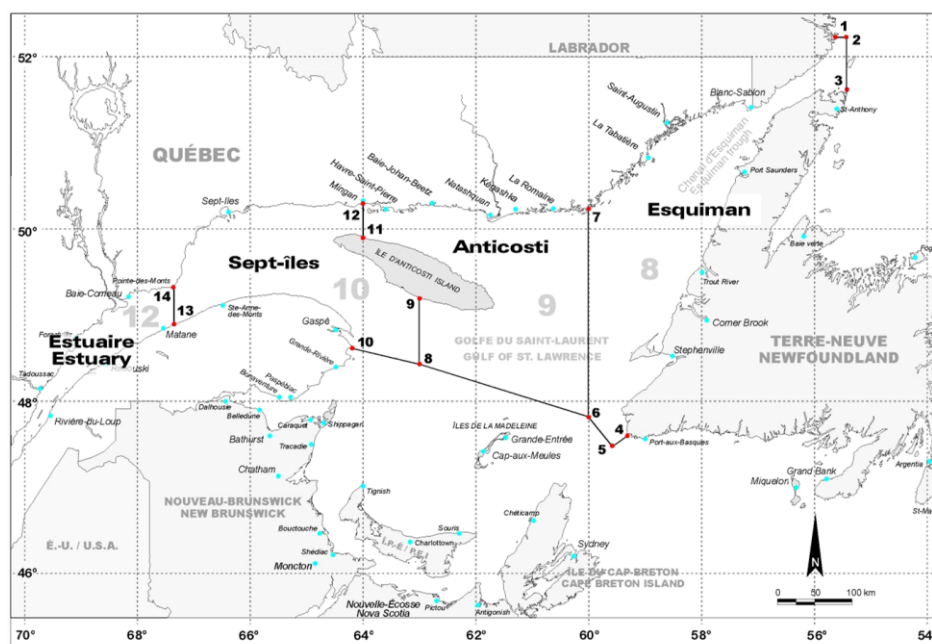 1
2
52°
LABRADOR
3
Saint-Augustin
Blanc-Sablon
St-Anthony
La Tabatière
Chenal d'Esquiman
Esquiman trough
QUÉBEC
Port Saunders
Mingan
Havre-Saint-Pierre
Baie-Johan-Beetz
Natashquan
Kégashka
La Romaine
Sept-Iles
12
7
Esquiman
50°
11
Anticosti
Baie verte
Fog
Sept-îles
ÎLE D'ANTICOSTI ISLAND
8
Trout River
Pointe-des-Monts
14
10
9
9
Baie-Comeau
12
13
Ste-Anne-
des-Monts
Matane
Gaspé
Corner Brook
Estuaire
Estuary
GOLFE DU SAINT-LAURENT
GOLF OF ST. LAWRENCE
TERRE-NEUVE
NEWFOUNDLAND
10
Grande-Rivière
8
Stephenville
Tadoussac
Paspébiac
Bonaventure
48°
Rivière-du-Loup
Dalhousie
Belledune
Caraquet
Shippagan
6
4
5
Port-aux-Basques
ÎLES DE LA MADELEINE
Grande-Entrée
Bathurst
Tracadie
Cap-aux-Meules
Argentia
Chatham
Grand Bank
Miquelon
NOUVEAU-BRUNSWICK
NEW BRUNSWICK
Tignish
St-Ma
Chéticamp
Bouctouche
Souris
É.-U. / U.S.A.
Î.P.-É / P.E.I
Charlottown
Shédiac
Sydney
Moncton
N
46°
ÎLE DU CAP-BRETON
CAPE BRETON ISLAND
Nouvelle-Écosse
Nova Scotia
Pictou
Antigonish
0 50 100 km
70° 68° 66° 64° 62° 60° 58° 56° 54°